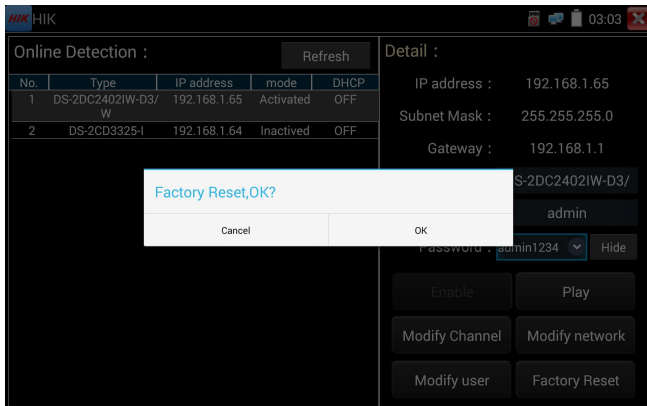 HIK HIK 03:03
Online Detection : Refresh
No. Type IP address mode DHCP
1 DS-2DC2402IW-D3/W 192.168.1.65 Activated OFF
2 DS-2CD3325-I 192.168.1.64 Inactived OFF
Detail :
IP address : 192.168.1.65
Subnet Mask : 255.255.255.0
Gateway : 192.168.1.1
S-2DC2402IW-D3/
admin
Password : admin1234 Hide
Factory Reset,OK?
Cancel OK
Enable Play
Modify Channel Modify network
Modify user Factory Reset